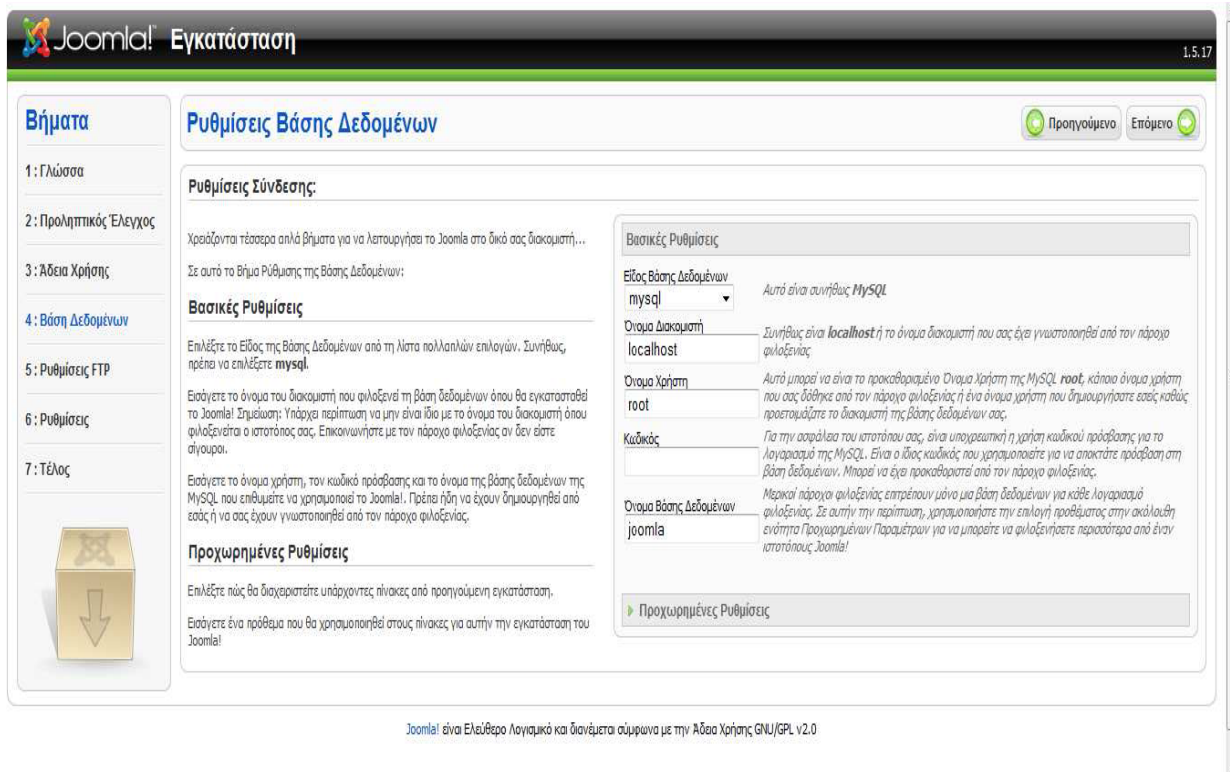 Joomla! Εγκατάσταση
1.5.17
Βήματα
1 : Γλώσσα
2 : Προληπτικός Έλεγχος
3 : Άδεια Χρήσης
4 : Βάση Δεδομένων
5 : Ρυθμίσεις FTP
6 : Ρυθμίσεις
7 : Τέλος
Ρυθμίσεις Βάσης Δεδομένων
Προηγούμενο
Επόμενο
Ρυθμίσεις Σύνδεσης:
Χρειάζονται τέσσερα απλά βήματα για να λειτουργήσει το Joomla στο δικό σας διακομιστή...
Σε αυτό το Βήμα Ρύθμισης της Βάσης Δεδομένων:
Βασικές Ρυθμίσεις
Επιλέξτε το Είδος της Βάσης Δεδομένων από τη λίστα πολλαπλών επιλογών. Συνήθως,
πρέπει να επιλέξετε mysql.
Εισάγετε το όνομα του διακομιστή που φιλοξενεί τη βάση δεδομένων όπου θα εγκατασταθεί
το Joomla! Σημείωση: Υπάρχει περίπτωση να μην είναι ίδιο με το όνομα του διακομιστή όπου
φιλοξενείται ο ιστοτόπος σας. Επικοινωνήστε με τον πάροχο φιλοξενίας αν δεν είστε
σίγουροι.
Εισάγετε το όνομα χρήστη, τον κωδικό πρόσβασης και το όνομα της βάσης δεδομένων της
MySQL που επιθυμείτε να χρησιμοποιεί το Joomla!. Πρέπει ήδη να έχουν δημιουργηθεί από
εσάς ή να σας έχουν γνωστοποιηθεί από τον πάροχο φιλοξενίας.
Προχωρημένες Ρυθμίσεις
Επιλέξτε πώς θα διαχειριστείτε υπάρχοντες πίνακες από προηγούμενη εγκατάσταση.
Εισάγετε ένα πρόθεμα που θα χρησιμοποιηθεί στους πίνακες για αυτήν την εγκατάσταση του
Joomla!
Βασικές Ρυθμίσεις
Είδος Βάσης Δεδομένων
mysql
Αυτό είναι συνήθως MySQL
Όνομα Διακομιστή
localhost
Συνήθως είναι localhost ή το όνομα διακομιστή που σας έχει γνωστοποιηθεί από τον πάροχο
φιλοξενίας
Όνομα Χρήστη
root
Αυτό μπορεί να είναι το προκαθορισμένο Όνομα Χρήστη της MySQL root, κάποιο όνομα χρήστη
που σας δόθηκε από τον πάροχο φιλοξενίας ή ένα όνομα χρήστη που δημιουργήσατε εσείς καθώς
προετοιμάζατε το διακομιστή της βάσης δεδομένων σας.
Κωδικός
Για την ασφάλεια του ιστοτόπου σας, είναι υποχρεωτική η χρήση κωδικού πρόσβασης για το
λογαριασμό της MySQL. Είναι ο ίδιος κωδικός που χρησιμοποιείτε για να αποκτάτε πρόσβαση στη
βάση δεδομένων. Μπορεί να έχει προκαθοριστεί από τον πάροχο φιλοξενίας.
Όνομα Βάσης Δεδομένων
joomla
Μερικοί πάροχοι φιλοξενίας επιτρέπουν μόνο μια βάση δεδομένων για κάθε λογαριασμό
φιλοξενίας. Σε αυτήν την περίπτωση, χρησιμοποιήστε την επιλογή προθέματος στην ακόλουθη
ενότητα Προχωρημένων Παραμέτρων για να μπορείτε να φιλοξενήσετε περισσότερα από έναν
ιστοτόπους Joomla!
Προχωρημένες Ρυθμίσεις
Joomla! είναι Ελεύθερο Λογισμικό και διανέμεται σύμφωνα με την Άδεια Χρήσης GNU/GPL v2.0